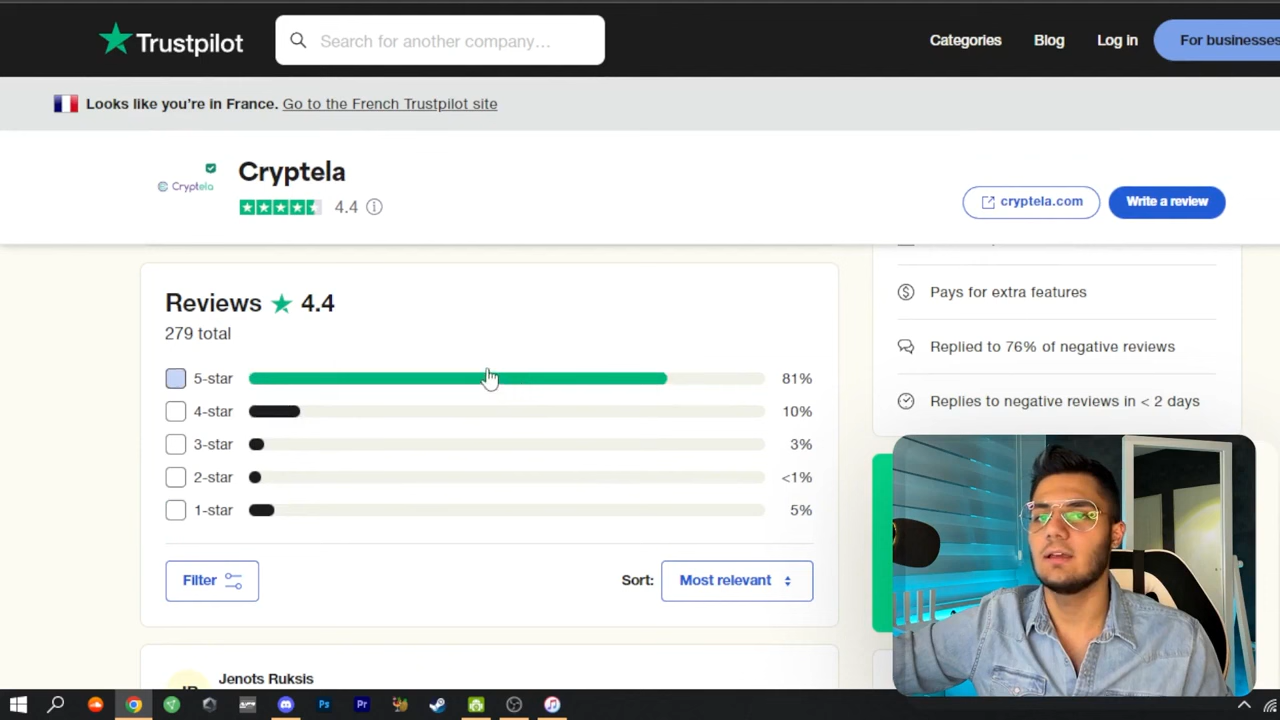 Trustpilot
Search for another company...
Categories
Blog
Log in
For businesses
Looks like you're in France. Go to the French Trustpilot site
Cryptela
Cryptela
4.4
cryptela.com
Write a review
Reviews ★ 4.4
279 total
5-star 81%
4-star 10%
3-star 3%
2-star <1%
1-star 5%
Filter
Sort: Most relevant
Pays for extra features
Replied to 76% of negative reviews
Replies to negative reviews in < 2 days
Jenots Ruksis
Ps
Pr